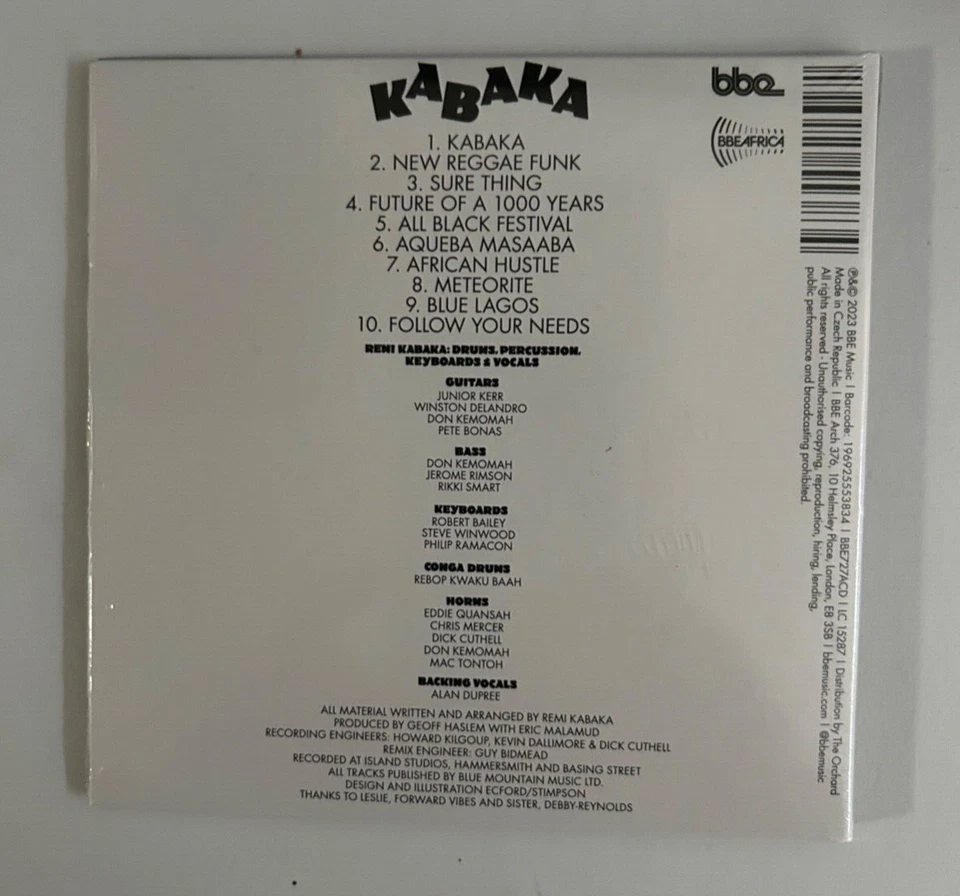 KABAKA
1. KABAKA
2. NEW REGGAE FUNK
3. SURE THING
4. FUTURE OF A 1000 YEARS
5. ALL BLACK FESTIVAL
6. AQUEBA MASAABA
7. AFRICAN HUSTLE
8. METEORITE
9. BLUE LAGOS
10. FOLLOW YOUR NEEDS
REMI KABAKA: DRUMS, PERCUSSION,
KEYBOARDS & VOCALS
GUITARS
JUNIOR KERR
WINSTON DELANDRO
DON KEMOMAH
PETE BONAS
BASS
DON KEMOMAH
JEROME RIMSON
RIKKI SMART
KEYBOARDS
ROBERT BAILEY
STEVE WINWOOD
PHILIP RAMACON
CONGA DRUMS
REBOP KWAKU BAAH
HORNS
EDDIE QUANSAH
CHRIS MERCER
DICK CUTHELL
DON KEMOMAH
MAC TONTOH
BACKING VOCALS
ALAN DUPREE
ALL MATERIAL WRITTEN AND ARRANGED BY REMI KABAKA
PRODUCED BY GEOFF HASLEM WITH ERIC MALAMUD
RECORDING ENGINEERS: HOWARD KILGOUP, KEVIN DALLIMORE & DICK CUTHELL
REMIX ENGINEER: GUY BIDMEAD
RECORDED AT ISLAND STUDIOS, HAMMERSMITH AND BASING STREET
ALL TRACKS PUBLISHED BY BLUE MOUNTAIN MUSIC LTD.
DESIGN AND ILLUSTRATION ECFORD/STIMPSON
THANKS TO LESLIE, FORWARD VIBES AND SISTER, DEBBY-REYNOLDS
bbe
BBEAFRICA
℗&© 2023 BBE Music | Barcode: 196925553834 | BBE727ACD | LC 15287 | Distribution by The Orchard
Made in Czech Republic | BBE Arch 376, 10 Helmsley Place, London, E8 3SB | bbemusic.com | @bbemusic
All rights reserved - Unauthorised copying, reproduction, hiring, lending,
public performance and broadcasting prohibited.